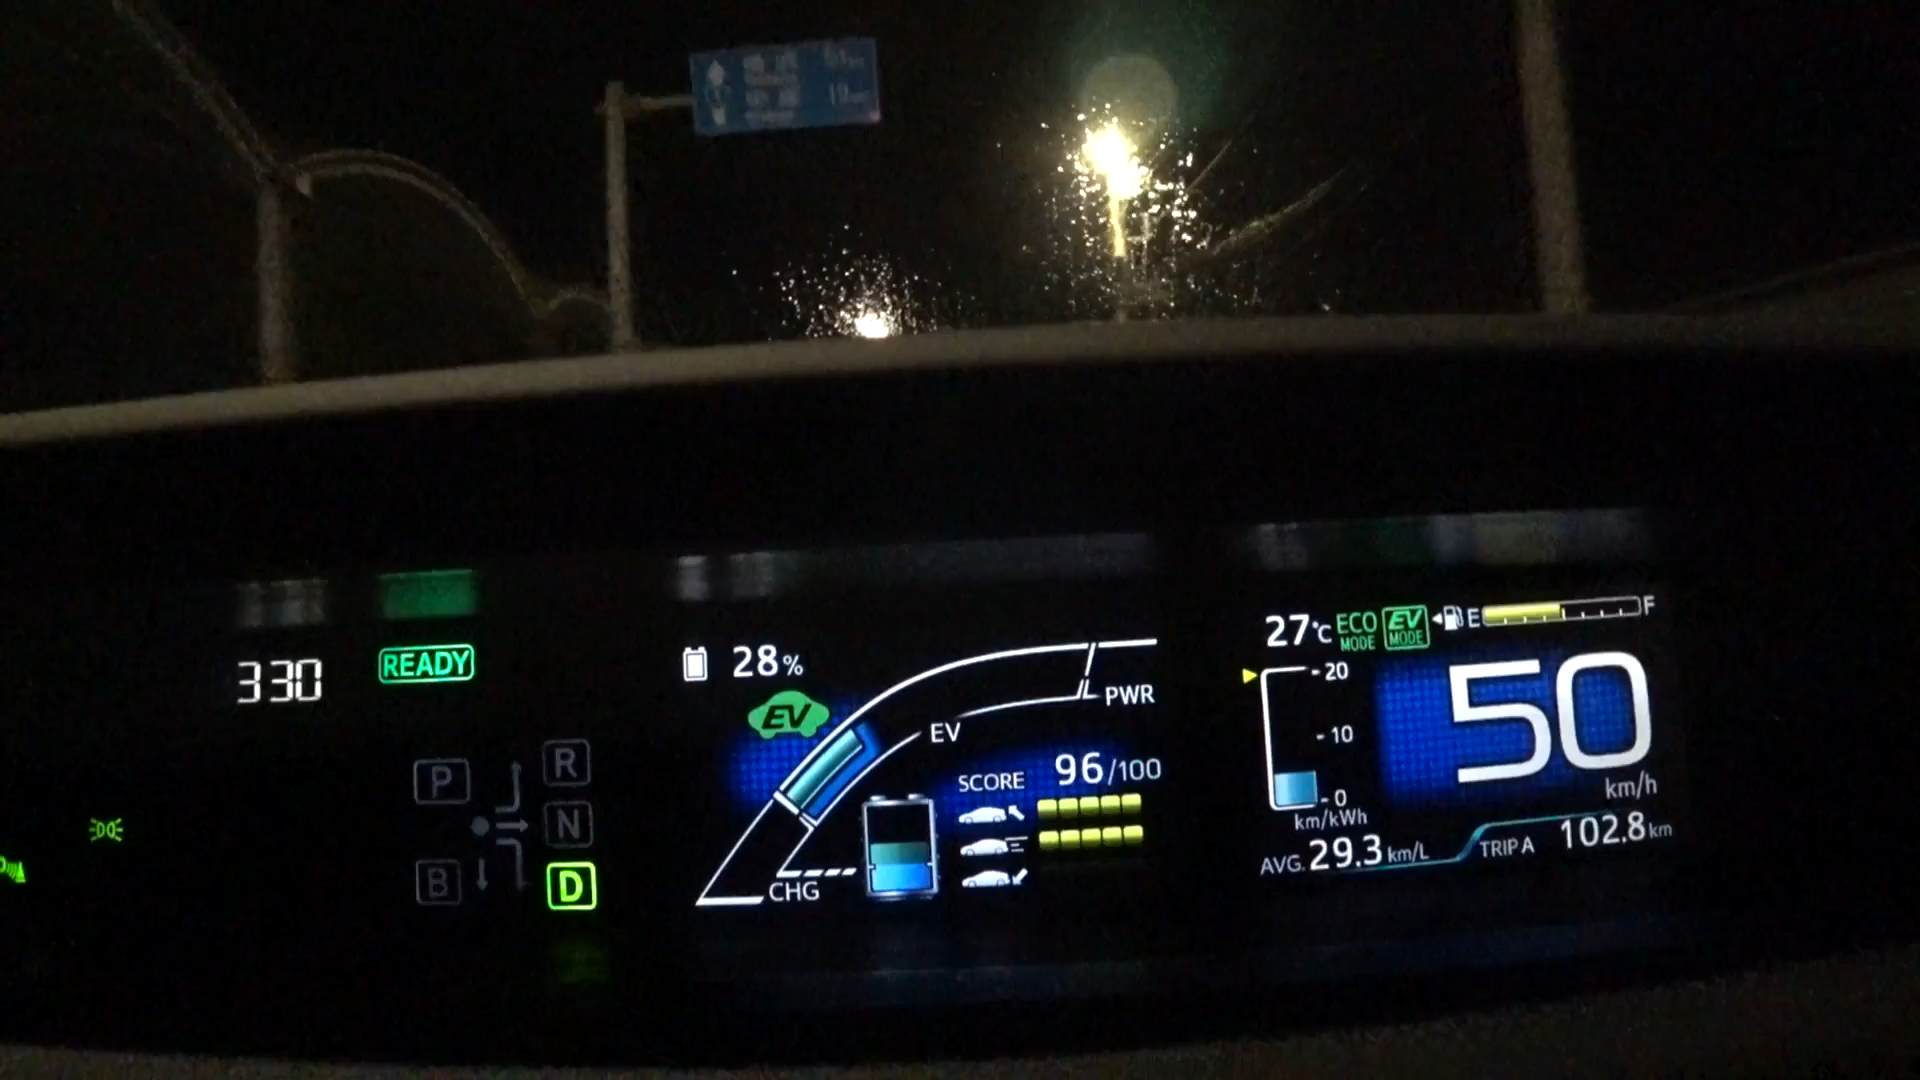 330
READY
P
R
N
B
D
28%
EV
PWR
EV
SCORE 96/100
CHG
27°C ECO MODE EV MODE E F
20
10
0
km/kWh
50
km/h
AVG. 29.3 km/L
TRIP A 102.8 km